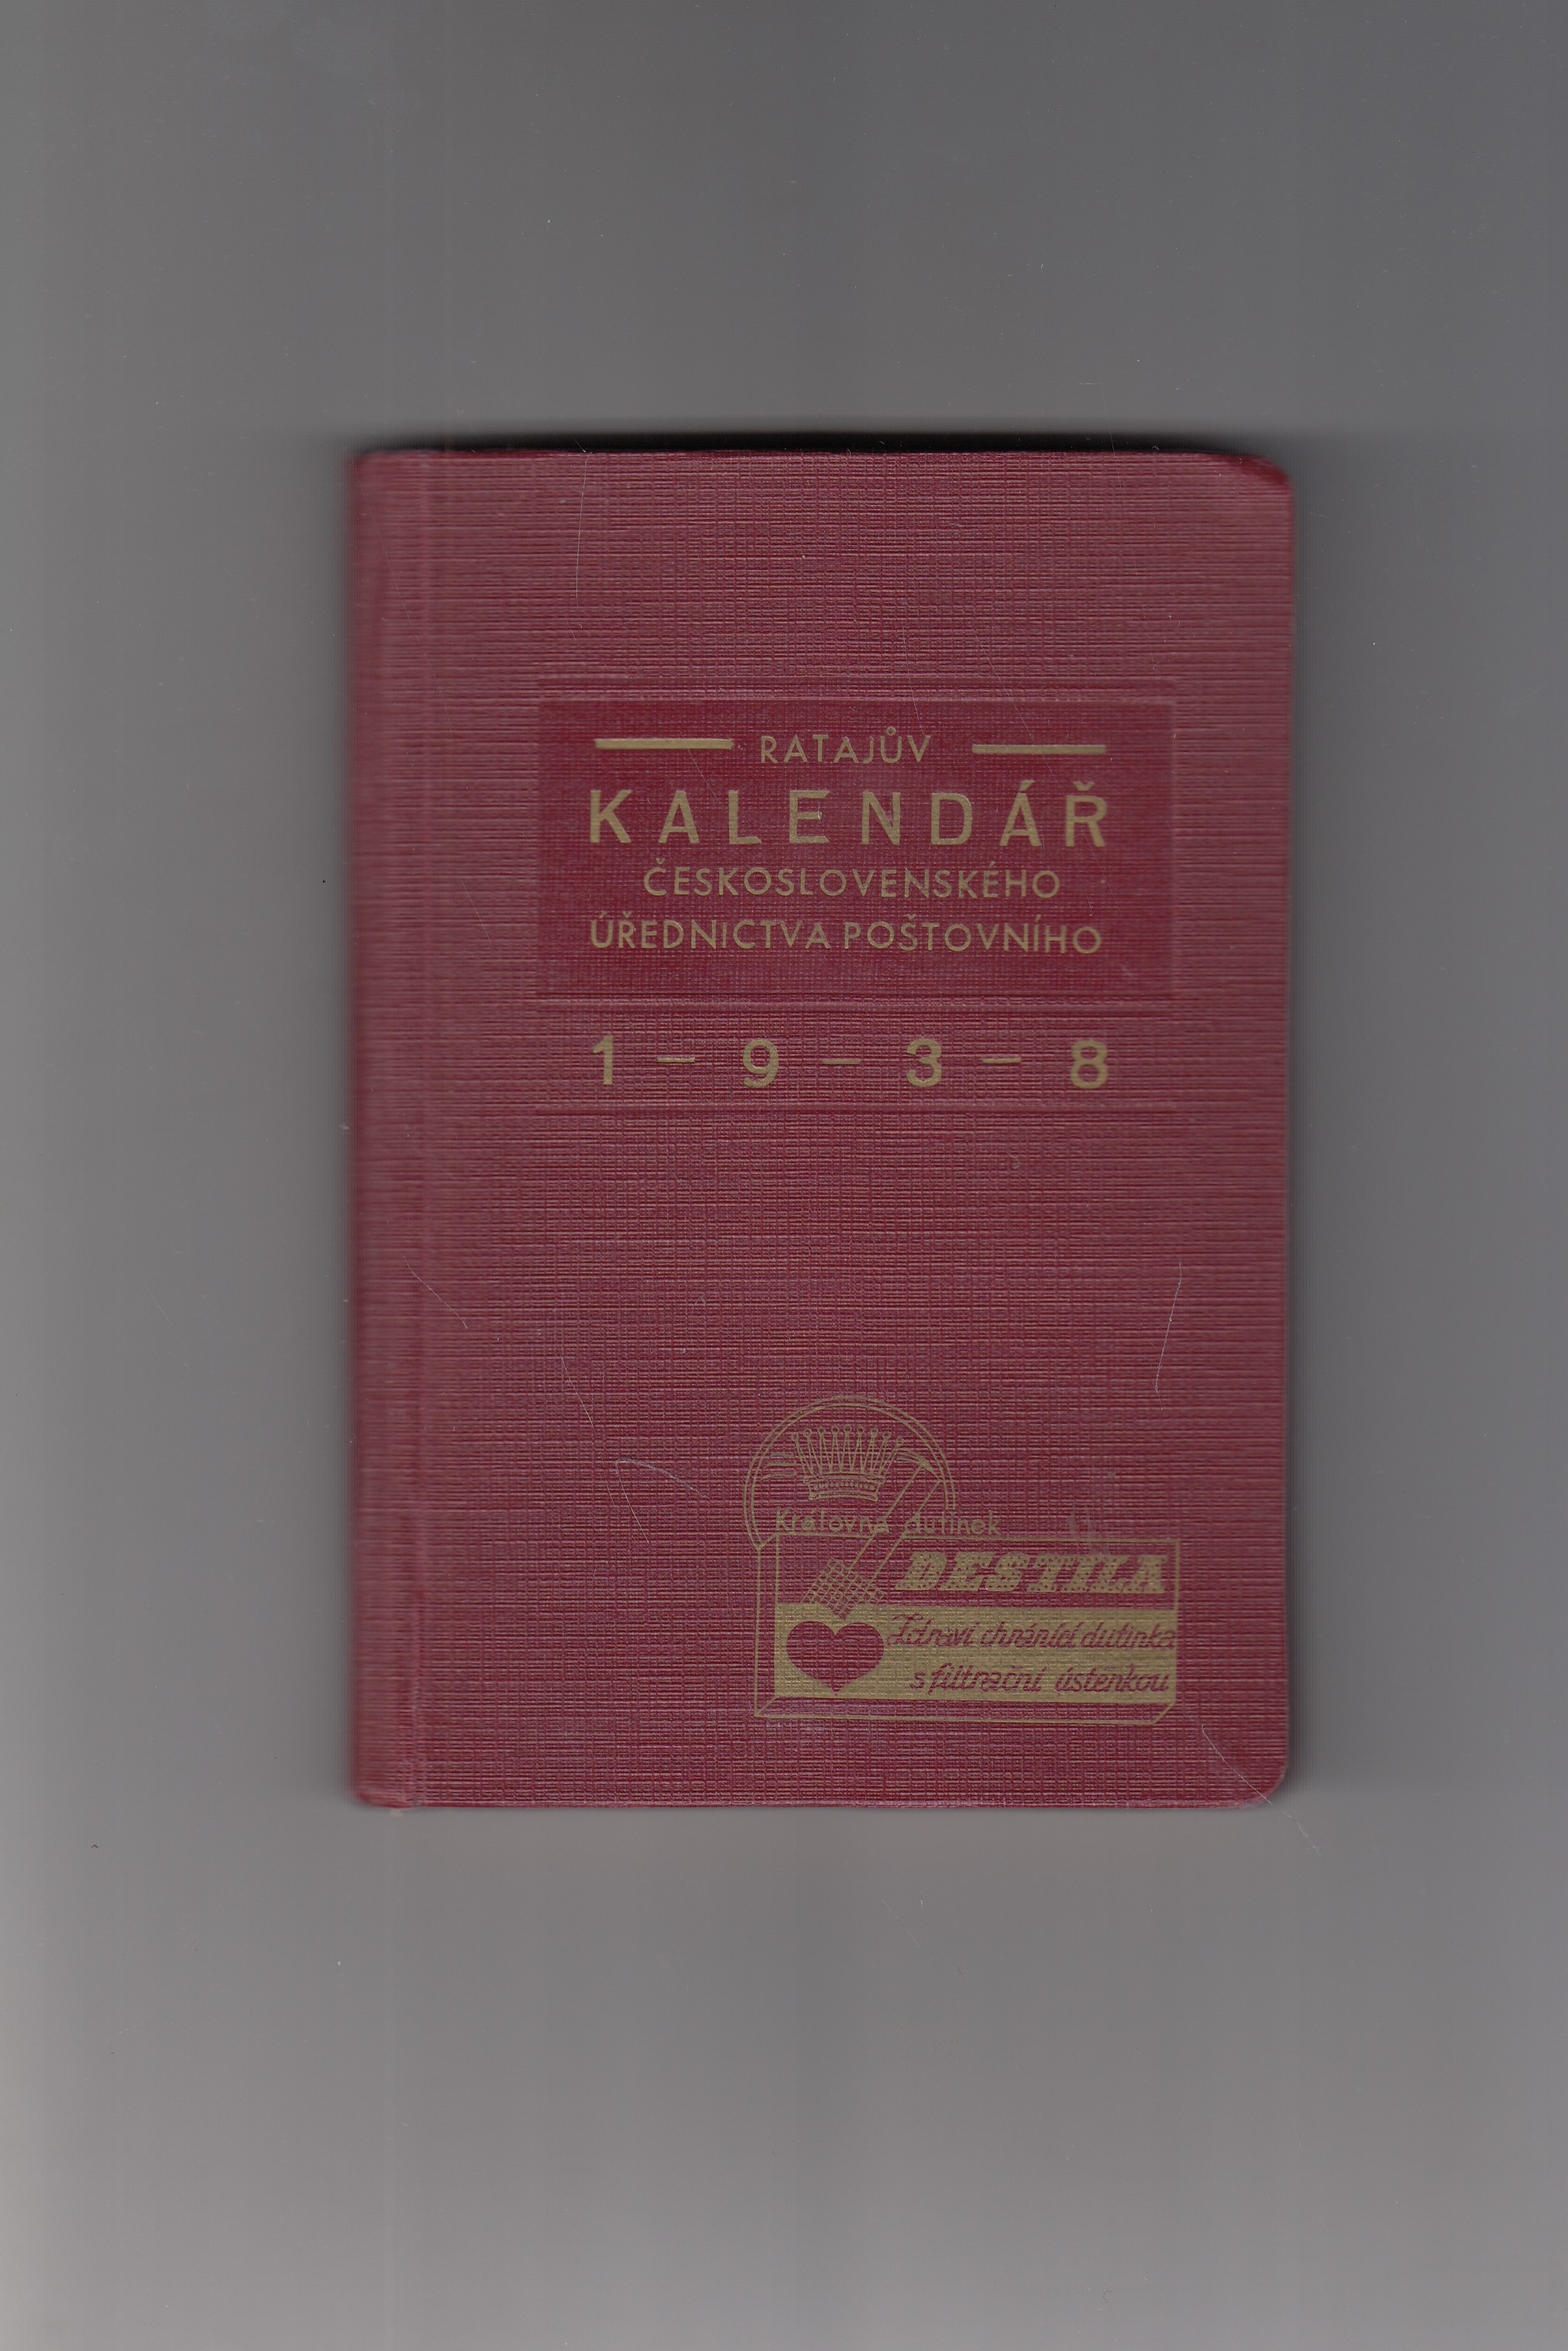 RATAJŮV
KALENDÁŘ
ČESKOSLOVENSKÉHO
ÚŘEDNICTVA POŠTOVNÍHO
1 – 9 – 3 – 8
Královna dutinek
DESTILA
Zdraví chránící dutinka
s filtrační ústenkou